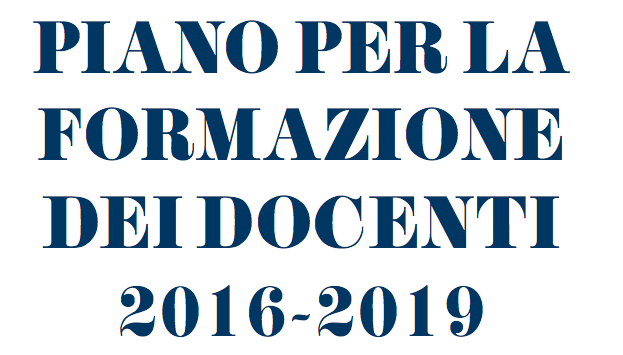 PIANO PER LA
FORMAZIONE
DEI DOCENTI
2016-2019